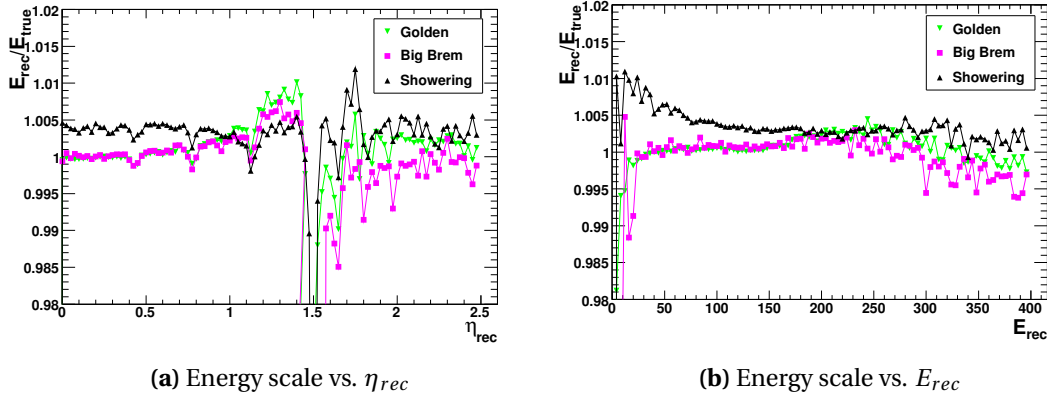 E_rec/E_true
1.02
1.015
1.01
1.005
1
0.995
0.99
0.985
0.98
0 0.5 1 1.5 2 2.5
η_rec
Golden
Big Brem
Showering
(a) Energy scale vs. η_rec
E_rec/E_true
1.02
1.015
1.01
1.005
1
0.995
0.99
0.985
0.98
0 50 100 150 200 250 300 350 400
E_rec
Golden
Big Brem
Showering
(b) Energy scale vs. E_rec